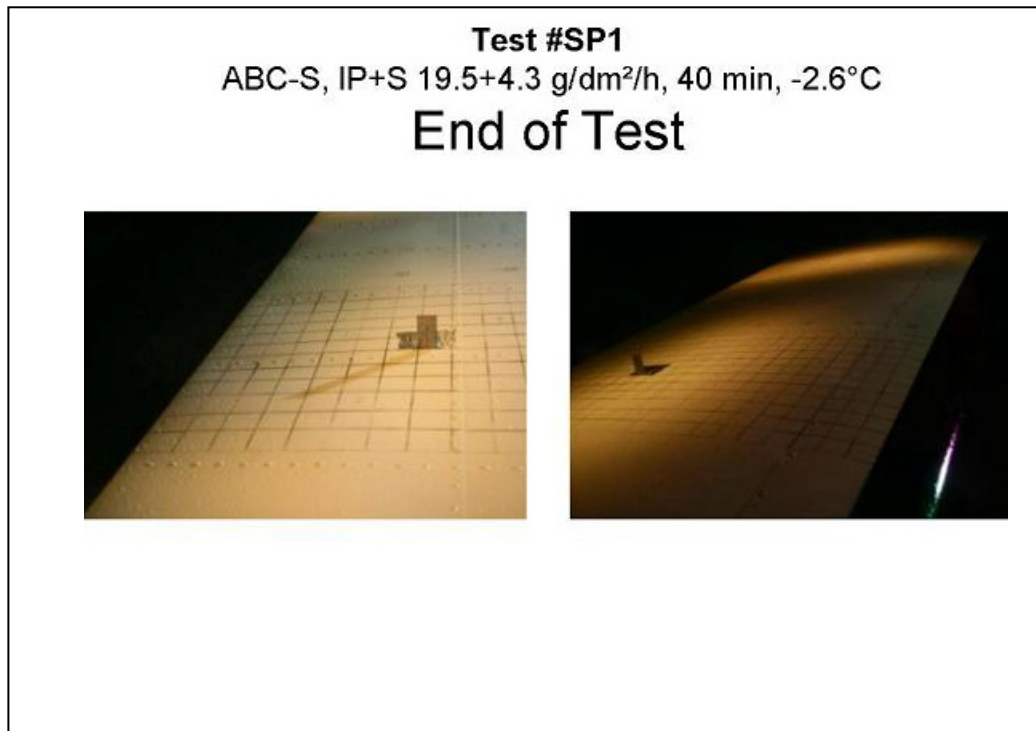 Test #SP1
ABC-S, IP+S 19.5+4.3 g/dm²/h, 40 min, -2.6°C
End of Test